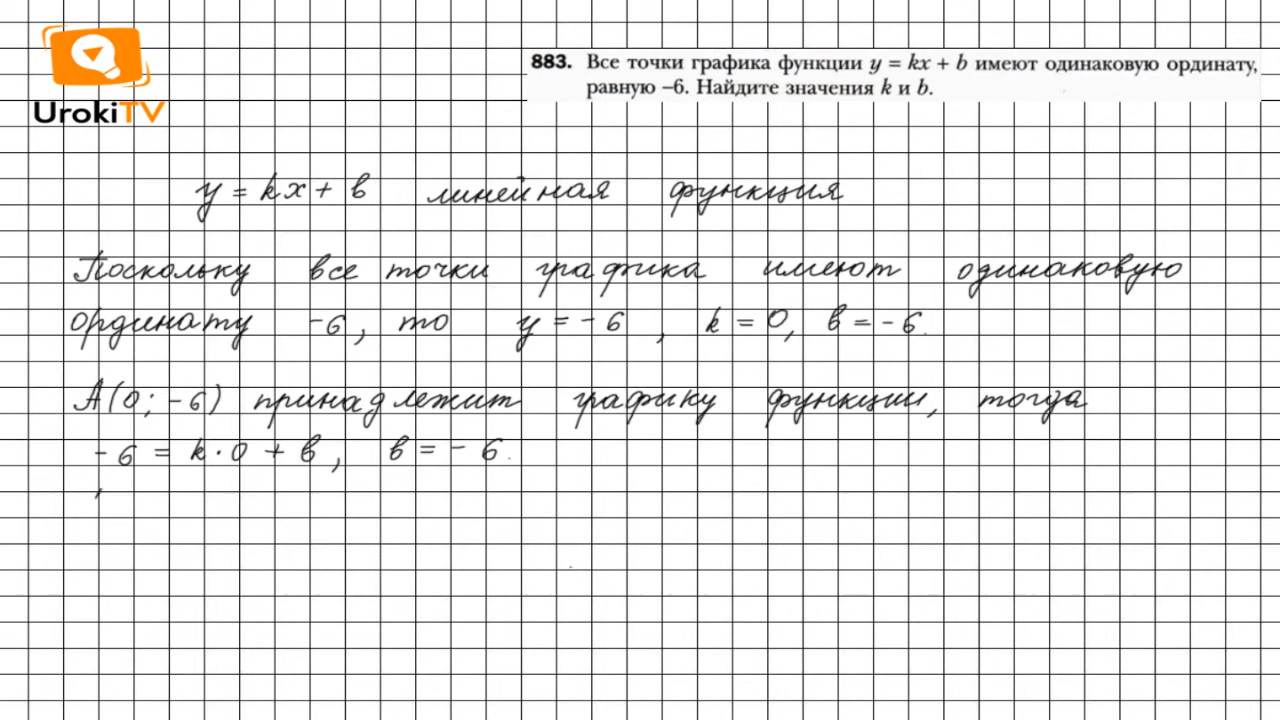 UrokiTV
883. Все точки графика функции y = kx + b имеют одинаковую ординату,
равную –6. Найдите значения k и b.
y = kx + b линейная функция
Поскольку все точки графика имеют одинаковую
ординату -6, то y = -6, k = 0, b = -6.
A(0; -6) принадлежит графику функции, тогда
-6 = k·0 + b, b = -6.